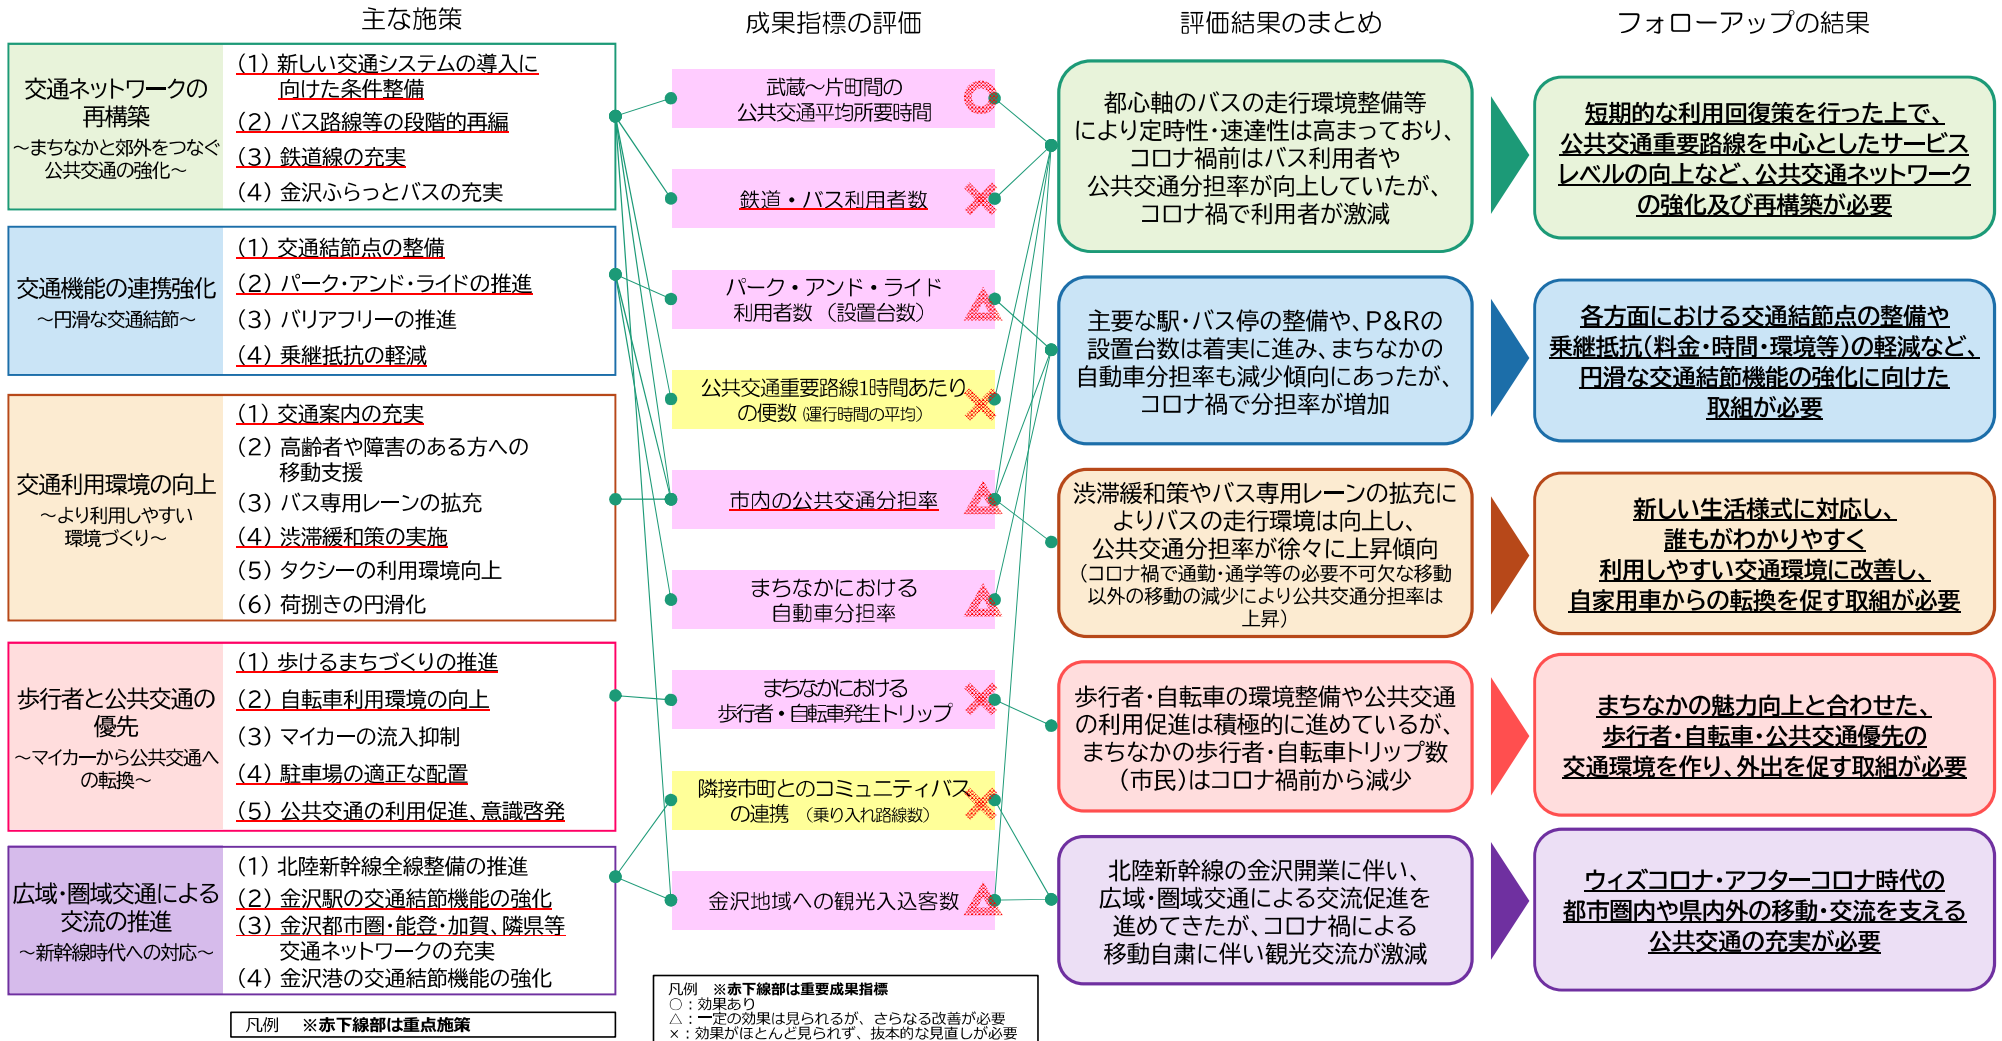 主な施策
成果指標の評価
評価結果のまとめ
フォローアップの結果
交通ネットワークの
再構築
～まちなかと郊外をつなぐ
公共交通の強化～
（1） 新しい交通システムの導入に
向けた条件整備
（2） バス路線等の段階的再編
（3） 鉄道線の充実
（4） 金沢ふらっとバスの充実
交通機能の連携強化
～円滑な交通結節～
（1） 交通結節点の整備
（2） パーク・アンド・ライドの推進
（3） バリアフリーの推進
（4） 乗継抵抗の軽減
交通利用環境の向上
～より利用しやすい
環境づくり～
（1） 交通案内の充実
（2） 高齢者や障害のある方への
移動支援
（3） バス専用レーンの拡充
（4） 渋滞緩和策の実施
（5） タクシーの利用環境向上
（6） 荷捌きの円滑化
歩行者と公共交通の
優先
～マイカーから公共交通へ
の転換～
（1） 歩けるまちづくりの推進
（2） 自転車利用環境の向上
（3） マイカーの流入抑制
（4） 駐車場の適正な配置
（5） 公共交通の利用促進、意識啓発
広域・圏域交通による
交流の推進
～新幹線時代への対応～
（1） 北陸新幹線全線整備の推進
（2） 金沢駅の交通結節機能の強化
（3） 金沢都市圏・能登・加賀、隣県等
交通ネットワークの充実
（4） 金沢港の交通結節機能の強化
凡例 ※赤下線部は重点施策
武蔵～片町間の
公共交通平均所要時間
○
鉄道・バス利用者数
×
パーク・アンド・ライド
利用者数（設置台数）
△
公共交通重要路線1時間あたり
の便数（運行時間の平均）
×
市内の公共交通分担率
△
まちなかにおける
自動車分担率
△
まちなかにおける
歩行者・自転車発生トリップ
×
隣接市町とのコミュニティバス
の連携 （乗り入れ路線数）
×
金沢地域への観光入込客数
△
凡例 ※赤下線部は重要成果指標
○：効果あり
△：一定の効果は見られるが、さらなる改善が必要
×：効果がほとんど見られず、抜本的な見直しが必要
都心軸のバスの走行環境整備等
により定時性・速達性は高まっており、
コロナ禍前はバス利用者や
公共交通分担率が向上していたが、
コロナ禍で利用者が激減
主要な駅・バス停の整備や、P&Rの
設置台数は着実に進み、まちなかの
自動車分担率も減少傾向にあったが、
コロナ禍で分担率が増加
渋滞緩和策やバス専用レーンの拡充に
よりバスの走行環境は向上し、
公共交通分担率が徐々に上昇傾向
（コロナ禍で通勤・通学等の必要不可欠な移動
以外の移動の減少により公共交通分担率は
上昇）
歩行者・自転車の環境整備や公共交通
の利用促進は積極的に進めているが、
まちなかの歩行者・自転車トリップ数
（市民）はコロナ禍前から減少
北陸新幹線の金沢開業に伴い、
広域・圏域交通による交流促進を
進めてきたが、コロナ禍による
移動自粛に伴い観光交流が激減
短期的な利用回復策を行った上で、
公共交通重要路線を中心としたサービス
レベルの向上など、公共交通ネットワーク
の強化及び再構築が必要
各方面における交通結節点の整備や
乗継抵抗（料金・時間・環境等）の軽減など、
円滑な交通結節機能の強化に向けた
取組が必要
新しい生活様式に対応し、
誰もがわかりやすく
利用しやすい交通環境に改善し、
自家用車からの転換を促す取組が必要
まちなかの魅力向上と合わせた、
歩行者・自転車・公共交通優先の
交通環境を作り、外出を促す取組が必要
ウィズコロナ・アフターコロナ時代の
都市圏内や県内外の移動・交流を支える
公共交通の充実が必要